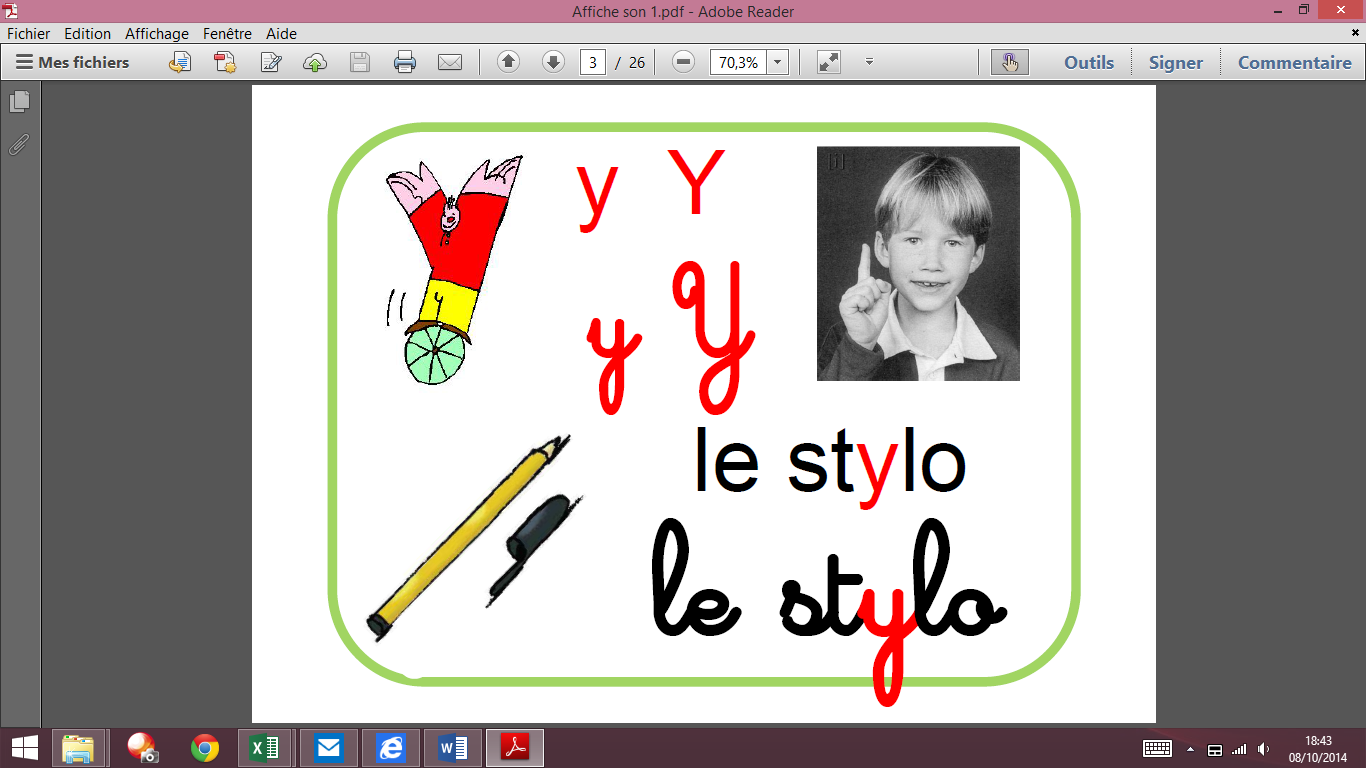 Affiche son 1.pdf - Adobe Reader
Fichier Edition Affichage Fenêtre Aide
Mes fichiers 3 / 26 70,3% Outils Signer Commentaire
y Y
[i]
y
y Y
le stylo
le stylo
18:43
08/10/2014